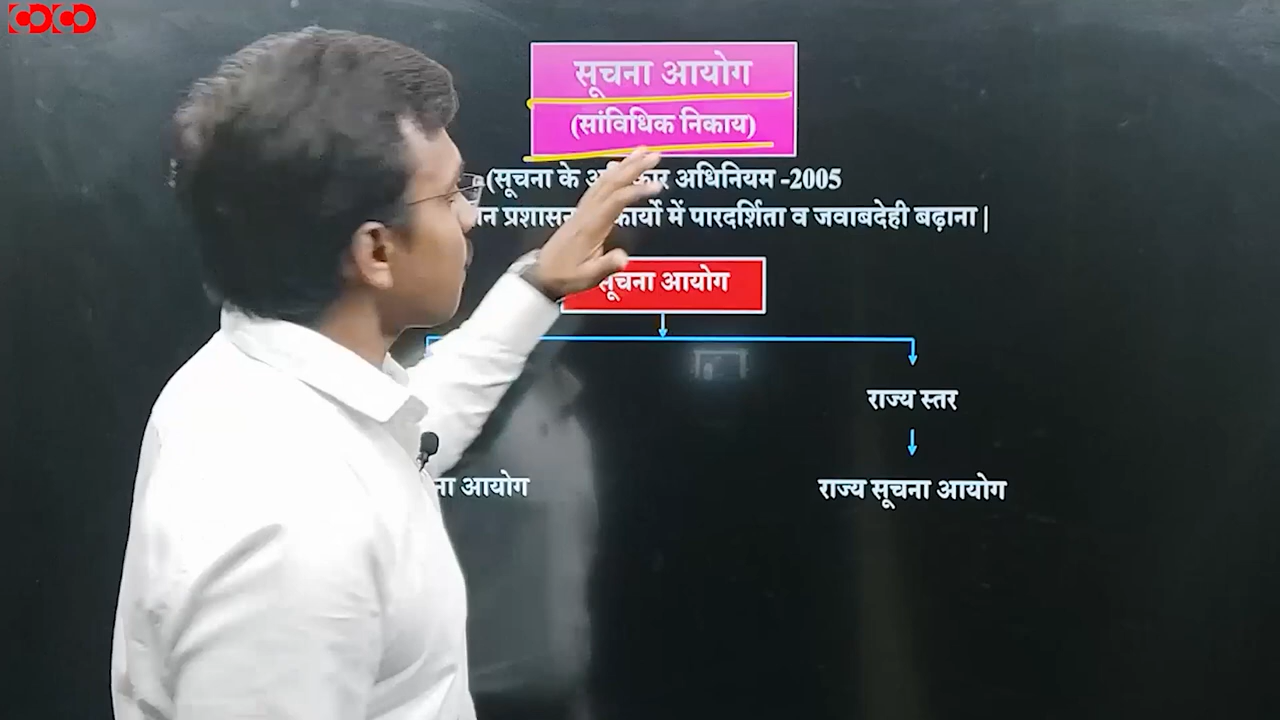 सूचना आयोग
(सांविधिक निकाय)
(सूचना के अधिनियम -2005
प्रशासन कार्यो में पारदर्शिता व जवाबदेही बढ़ाना |
सूचना आयोग
राज्य स्तर
आयोग
राज्य सूचना आयोग